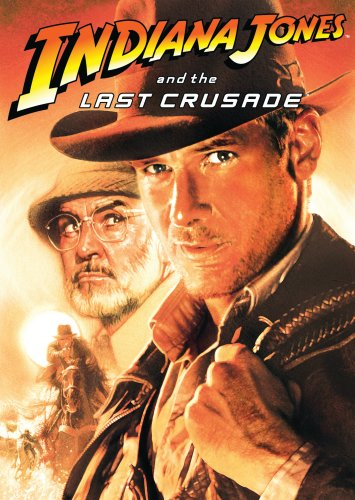 INDIANA JONES
and the
LAST CRUSADE